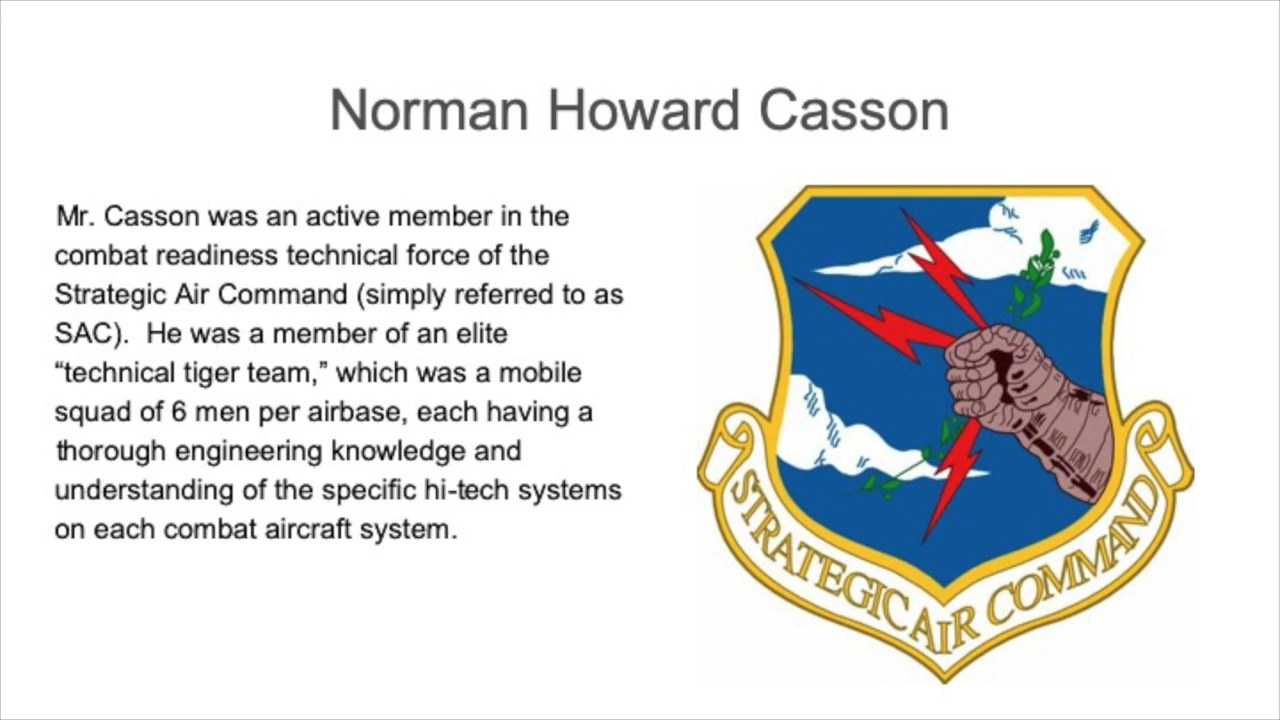 Norman Howard Casson
Mr. Casson was an active member in the
combat readiness technical force of the
Strategic Air Command (simply referred to as
SAC).  He was a member of an elite
“technical tiger team,” which was a mobile
squad of 6 men per airbase, each having a
thorough engineering knowledge and
understanding of the specific hi-tech systems
on each combat aircraft system.
STRATEGIC AIR COMMAND